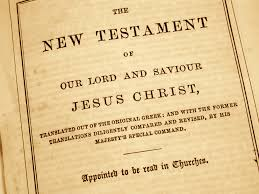 THE
NEW TESTAMENT
OF
OUR LORD AND SAVIOUR
JESUS CHRIST,
TRANSLATED OUT OF THE ORIGINAL GREEK: AND WITH THE FORMER
TRANSLATIONS DILIGENTLY COMPARED AND REVISED, BY HIS
MAJESTY'S SPECIAL COMMAND.
Appointed to be read in Churches.